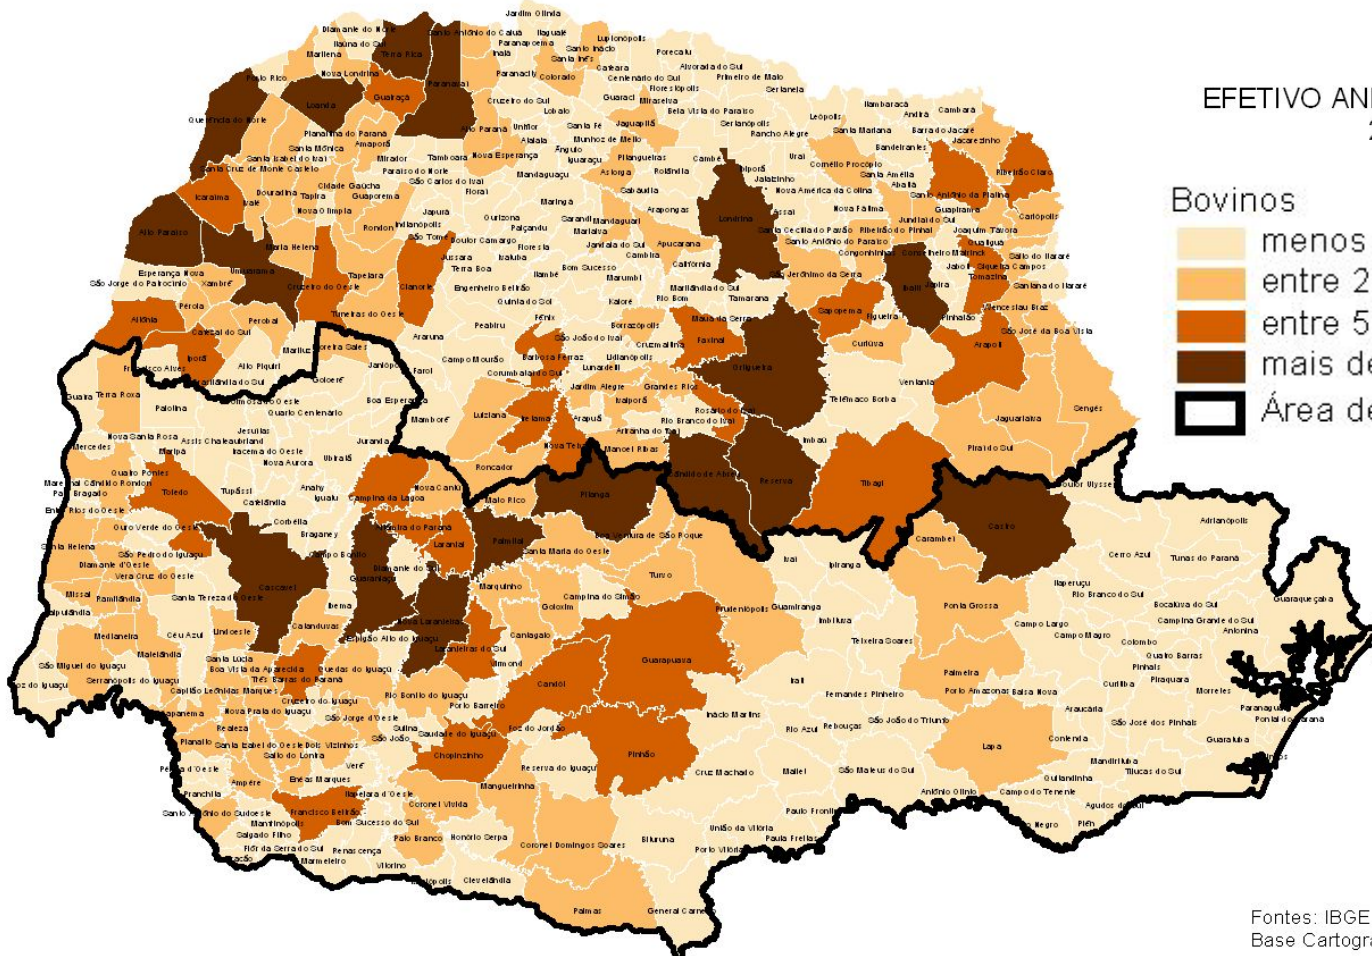 EFETIVO ANI
Bovinos
menos
entre 2
entre 5
mais de
Área de
Jardim Olinda
Diamante do Norte
Itaúna do Sul
Marilena
Terra Rica
Santo Antônio do Caiuá
Paranapoema
Inajá
Itaguajé
Santo Inácio
Santa Inês
Lupionópolis
Cafeara
Porecatu
Alvorada do Sul
Primeiro de Maio
Sertaneja
Centenário do Sul
Florestópolis
Porto Rico
Nova Londrina
Loanda
Guairaçá
Paranavaí
Paranacity
Colorado
Cruzeiro do Sul
Lobato
Guaraci
Miraselva
Bela Vista do Paraíso
Sertanópolis
Rancho Alegre
Leópolis
Itambaracá
Andirá
Cambará
Santa Mariana
Barra do Jacaré
Jacarezinho
Bandeirantes
Querência do Norte
Planaltina do Paraná
Santa Mônica
Amaporã
Alto Paraná
Uniflor
Santa Fé
Jaguapitã
Munhoz de Mello
Santa Isabel do Ivaí
Mirador
Tamboara
Nova Esperança
Atalaia
Ângulo
Iguaraçu
Pitangueiras
Cambé
Ibiporã
Uraí
Cornélio Procópio
Santa Amélia
Abatiá
Ribeirão Claro
Santa Cruz de Monte Castelo
Paraíso do Norte
São Carlos do Ivaí
Floraí
Mandaguaçu
Astorga
Rolândia
Jataizinho
Sabáudia
Nova América da Colina
Santo Antônio da Platina
Icaraíma
Douradina
Ivaté
Tapira
Cidade Gaúcha
Guaporema
Nova Olímpia
Rondon
Indianópolis
Japurá
São Tomé
Ourizona
Maringá
Sarandi
Marialva
Mandaguari
Arapongas
Londrina
Assaí
Nova Fátima
Jundiaí do Sul
Guapirama
Carlópolis
Joaquim Távora
Alto Paraíso
Umuarama
Maria Helena
Jussara
Doutor Camargo
Paiçandu
Floresta
Ivatuba
Terra Boa
Jandaia do Sul
Cambira
Apucarana
Califórnia
Santa Cecília do Pavão
Santo Antônio do Paraíso
Ribeirão do Pinhal
Congonhinhas
Conselheiro Mairinck
Quatiguá
Salto do Itararé
Siqueira Campos
Esperança Nova
São Jorge do Patrocínio
Xambrê
Cruzeiro do Oeste
Tapejara
Cianorte
Engenheiro Beltrão
Itambé
Bom Sucesso
Marumbi
Marilândia do Sul
São Jerônimo da Serra
Ibaiti
Japira
Jaboti
Tomazina
Santana do Itararé
Pérola
Altônia
Perobal
Cafezal do Sul
Tuneiras do Oeste
Quinta do Sol
Kaloré
Rio Bom
Tamarana
Mauá da Serra
Sapopema
Figueira
Pinhalão
Wenceslau Braz
São José da Boa Vista
Iporã
Francisco Alves
Alto Piquiri
Mariluz
Moreira Sales
Araruna
Peabiru
Fênix
São João do Ivaí
Borrazópolis
Cruzmaltina
Faxinal
Curiúva
Arapoti
Guaíra
Terra Roxa
Brasilândia do Sul
Goioerê
Janiópolis
Farol
Campo Mourão
Barbosa Ferraz
Corumbataí do Sul
Lidianópolis
Lunardelli
Jardim Alegre
Grandes Rios
Ortigueira
Ventania
Telêmaco Borba
Jaguariaíva
Sengés
Palotina
Formosa do Oeste
Quarto Centenário
Boa Esperança
Mamborê
Luiziana
Iretama
Arapuã
Ivaiporã
Rosário do Ivaí
Rio Branco do Ivaí
Ariranha do Ivaí
Imbaú
Piraí do Sul
Mercedes
Nova Santa Rosa
Maripá
Assis Chateaubriand
Jesuítas
Iracema do Oeste
Nova Aurora
Ubiratã
Juranda
Nova Tebas
Manoel Ribas
Cândido de Abreu
Reserva
Tibagi
Quatro Pontes
Marechal Cândido Rondon
Pato Bragado
Entre Rios do Oeste
Toledo
Tupãssi
Cafelândia
Anahy
Iguatu
Corbélia
Campina da Lagoa
Nova Cantu
Roncador
Mato Rico
Pitanga
Doutor Ulysses
Adrianópolis
Ouro Verde do Oeste
São Pedro do Iguaçu
Braganey
Campo Bonito
Altamira do Paraná
Laranjal
Palmital
Santa Maria do Oeste
Boa Ventura de São Roque
Castro
Carambeí
Cerro Azul
Tunas do Paraná
Santa Helena
Diamante d'Oeste
Vera Cruz do Oeste
Cascavel
Guaraniaçu
Diamante do Sul
Marquinho
Turvo
Ivaí
Ipiranga
Itaperuçu
Rio Branco do Sul
Bocaiúva do Sul
Guaraqueçaba
Missal
Ramilândia
Santa Tereza do Oeste
Ibema
Nova Laranjeiras
Goioxim
Campina do Simão
Prudentópolis
Guamiranga
Imbituva
Ponta Grossa
Campo Largo
Campo Magro
Colombo
Campina Grande do Sul
Antonina
Itaipulândia
Medianeira
Céu Azul
Lindoeste
Catanduvas
Espigão Alto do Iguaçu
Laranjeiras do Sul
Cantagalo
Guarapuava
Teixeira Soares
Quatro Barras
Pinhais
Piraquara
Morretes
Matelândia
Santa Lúcia
Boa Vista da Aparecida
Três Barras do Paraná
Quedas do Iguaçu
Virmond
Candói
Irati
Fernandes Pinheiro
Palmeira
Porto Amazonas
Balsa Nova
Curitiba
Araucária
São Miguel do Iguaçu
Serranópolis do Iguaçu
Foz do Iguaçu
Capitão Leônidas Marques
Cruzeiro do Iguaçu
Rio Bonito do Iguaçu
Porto Barreiro
Inácio Martins
Rio Azul
Rebouças
São João do Triunfo
São José dos Pinhais
Paranaguá
Pontal do Paraná
Capanema
Nova Prata do Iguaçu
Realeza
São Jorge d'Oeste
Sulina
São João
Saudade do Iguaçu
Foz do Jordão
Pinhão
Lapa
Contenda
Guaratuba
Planalto
Santa Izabel do Oeste
Dois Vizinhos
Salto do Lontra
Verê
Chopinzinho
Reserva do Iguaçu
Cruz Machado
Mallet
São Mateus do Sul
Mandirituba
Tijucas do Sul
Quitandinha
Pérola d'Oeste
Ampére
Enéas Marques
Itapejara d'Oeste
Mangueirinha
Antônio Olinto
Campo do Tenente
Agudos do Sul
Pranchita
Santo Antônio do Sudoeste
Francisco Beltrão
Coronel Vivida
Paulo Frontin
Rio Negro
Piên
Manfrinópolis
Bom Sucesso do Sul
Salgado Filho
Pato Branco
Honório Serpa
Coronel Domingos Soares
Bituruna
União da Vitória
Paula Freitas
Porto Vitória
Flor da Serra do Sul
Renascença
Marmeleiro
Vitorino
Clevelândia
Palmas
General Carneiro
Fontes: IBGE
Base Cartogra